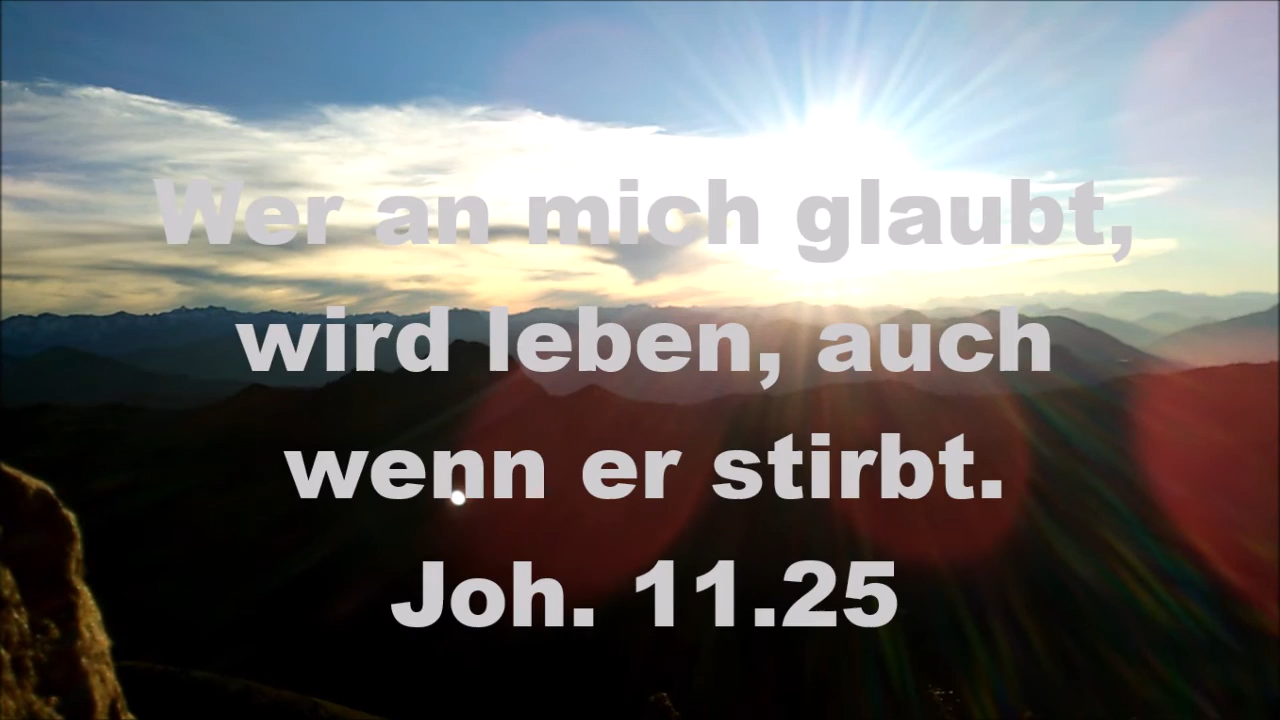 Wer an mich glaubt,
wird leben, auch
wenn er stirbt.
Joh. 11.25